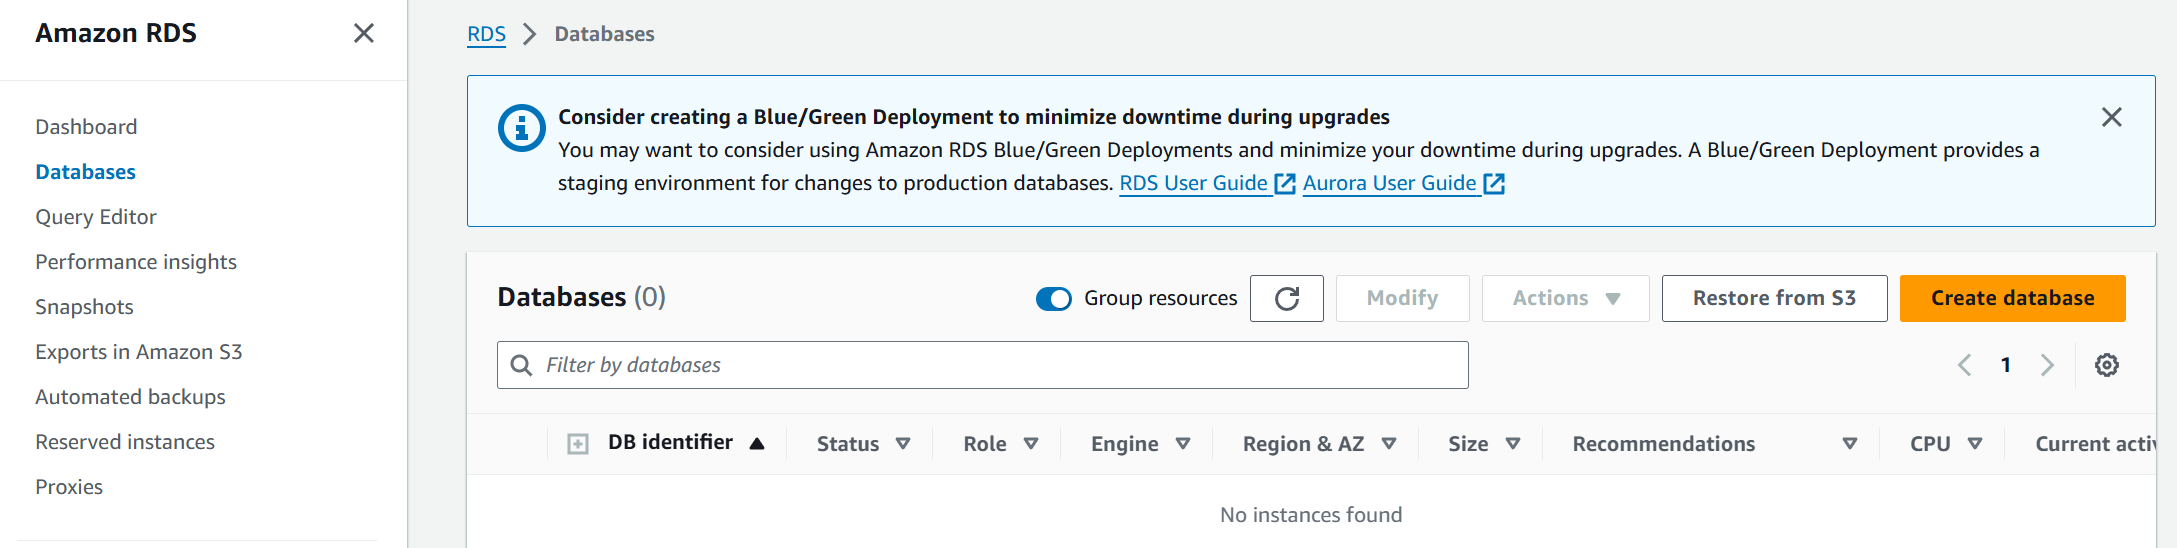 Amazon RDS
Dashboard
Databases
Query Editor
Performance insights
Snapshots
Exports in Amazon S3
Automated backups
Reserved instances
Proxies
RDS > Databases
Consider creating a Blue/Green Deployment to minimize downtime during upgrades
You may want to consider using Amazon RDS Blue/Green Deployments and minimize your downtime during upgrades. A Blue/Green Deployment provides a
staging environment for changes to production databases. RDS User Guide Aurora User Guide
Databases (0) Group resources Modify Actions Restore from S3 Create database
Filter by databases 1
DB identifier Status Role Engine Region & AZ Size Recommendations CPU Current activ
No instances found